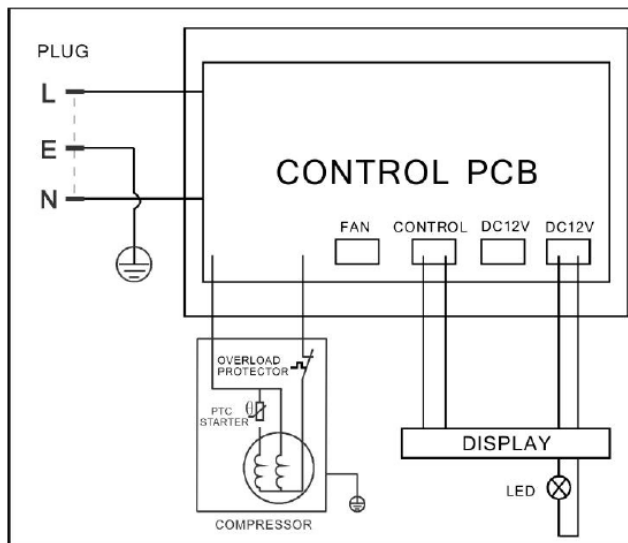 PLUG
L
E
N
CONTROL PCB
FAN CONTROL DC12V DC12V
OVERLOAD
PROTECTOR
PTC
STARTER
COMPRESSOR
DISPLAY
LED